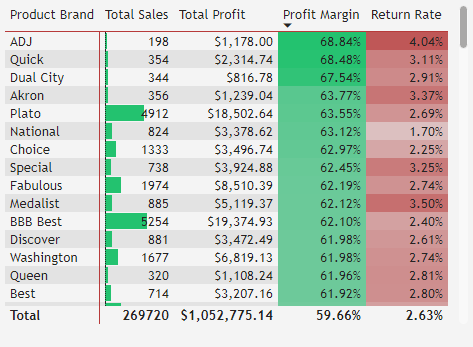 Product Brand Total Sales Total Profit Profit Margin Return Rate
ADJ 198 $1,178.00 68.84% 4.04%
Quick 354 $2,314.74 68.48% 3.11%
Dual City 344 $816.78 67.54% 2.91%
Akron 356 $1,239.04 63.77% 3.37%
Plato 4912 $18,502.64 63.55% 2.69%
National 824 $3,378.62 63.12% 1.70%
Choice 1333 $3,496.74 62.97% 2.25%
Special 738 $3,924.88 62.45% 3.25%
Fabulous 1974 $8,510.39 62.19% 2.74%
Medalist 885 $5,119.37 62.12% 3.50%
BBB Best 5254 $19,374.93 62.10% 2.40%
Discover 881 $3,472.49 61.98% 2.61%
Washington 1677 $6,819.13 61.98% 2.74%
Queen 320 $1,108.24 61.96% 2.81%
Best 714 $3,207.16 61.92% 2.80%
Total 269720 $1,052,775.14 59.66% 2.63%